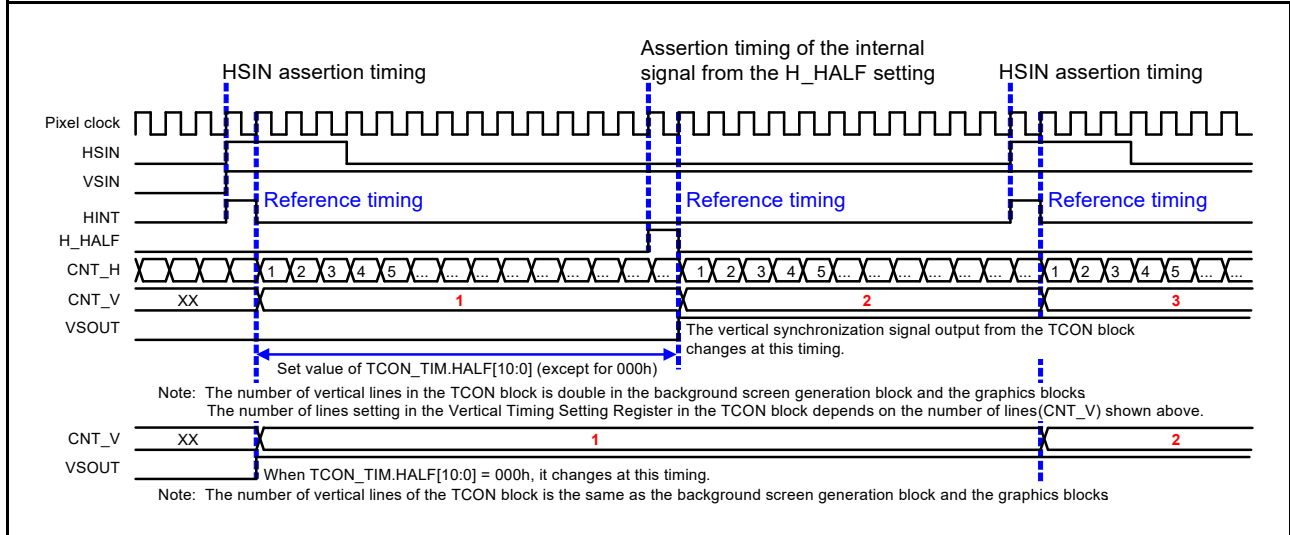 Assertion timing of the internal
HSIN assertion timing signal from the H_HALF setting HSIN assertion timing
Pixel clock
HSIN
VSIN
Reference timing Reference timing Reference timing
HINT
H_HALF
CNT_H 1 2 3 4 5 ... ... ... ... ... ... ... ... 1 2 3 4 5 ... ... ... ... ... ... ... 1 2 3 4 5 ... ...
CNT_V XX 1 2 3
VSOUT The vertical synchronization signal output from the TCON block
changes at this timing.
Set value of TCON_TIM.HALF[10:0] (except for 000h)
Note: The number of vertical lines in the TCON block is double in the background screen generation block and the graphics blocks.
The number of lines setting in the Vertical Timing Setting Register in the TCON block depends on the number of lines(CNT_V) shown above.
CNT_V XX 1 2
VSOUT When TCON_TIM.HALF[10:0] = 000h, it changes at this timing.
Note: The number of vertical lines of the TCON block is the same as the background screen generation block and the graphics blocks.